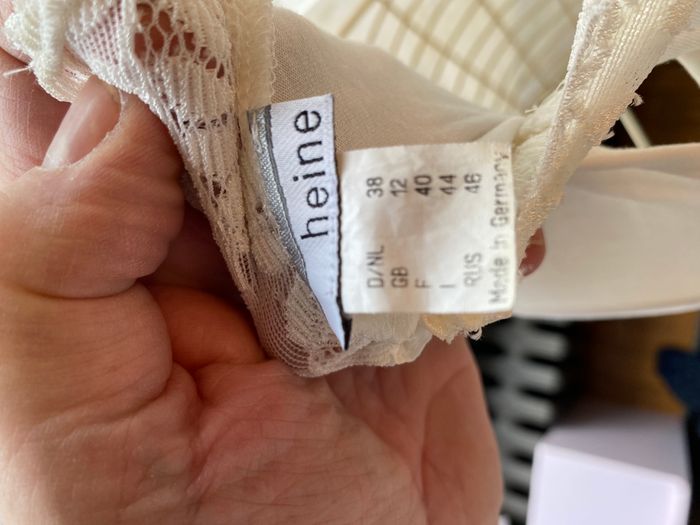 heine
D/NL 38
GB 12
F 40
I 44
RUS 46
Made in Germany